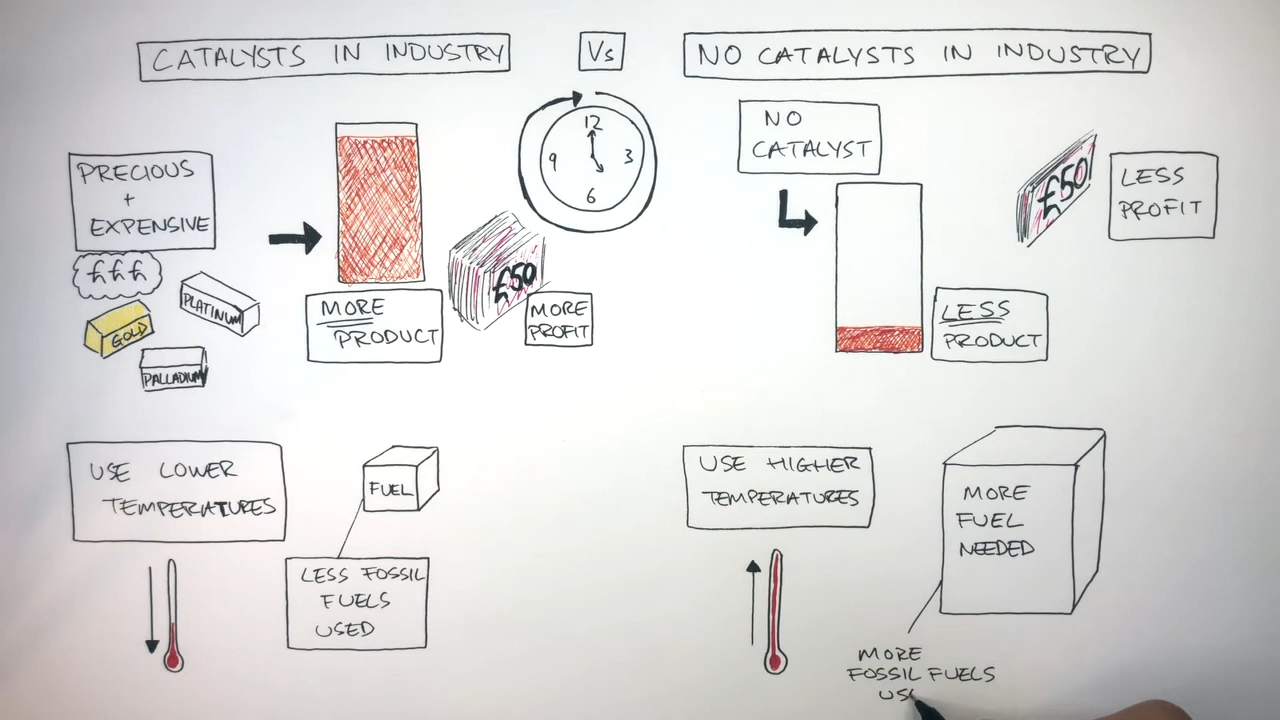 CATALYSTS IN INDUSTRY
Vs
NO CATALYSTS IN INDUSTRY
PRECIOUS
+
EXPENSIVE
£££
GOLD
PLATINUM
PALLADIUM
MORE
PRODUCT
£50
MORE
PROFIT
12
9 3
6
NO
CATALYST
LESS
PRODUCT
£50
LESS
PROFIT
USE LOWER
TEMPERATURES
FUEL
LESS FOSSIL
FUELS
USED
USE HIGHER
TEMPERATURES
MORE
FUEL
NEEDED
MORE
FOSSIL FUELS
USE